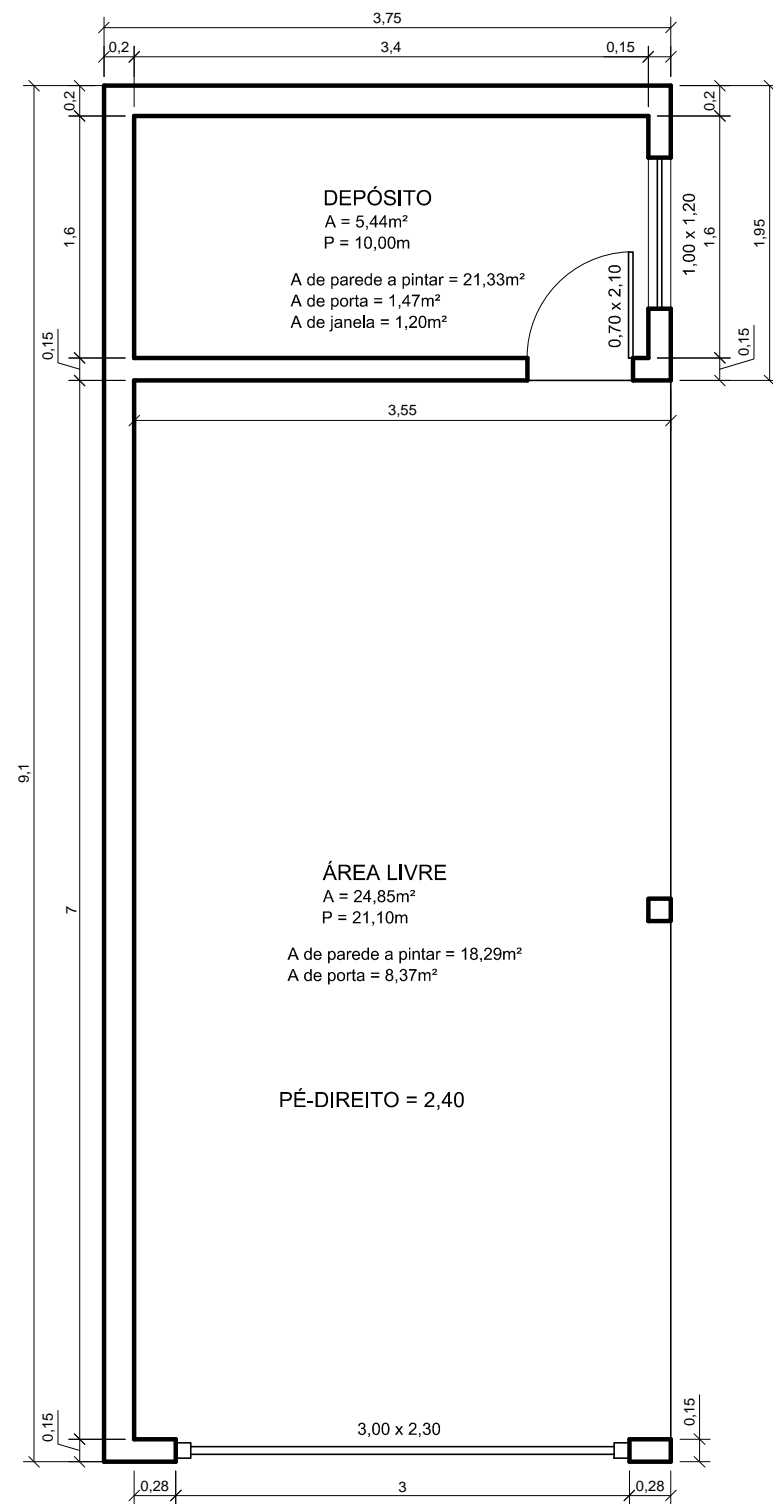 3,75
0,2
3,4
0,15
0,2
0,2
DEPÓSITO
A = 5,44m²
P = 10,00m
1,6
1,00 x 1,20
1,6
1,95
A de parede a pintar = 21,33m²
A de porta = 1,47m²
A de janela = 1,20m²
0,70 x 2,10
0,15
0,15
3,55
9,1
7
ÁREA LIVRE
A = 24,85m²
P = 21,10m
A de parede a pintar = 18,29m²
A de porta = 8,37m²
PÉ-DIREITO = 2,40
0,15
3,00 x 2,30
0,15
0,28
3
0,28